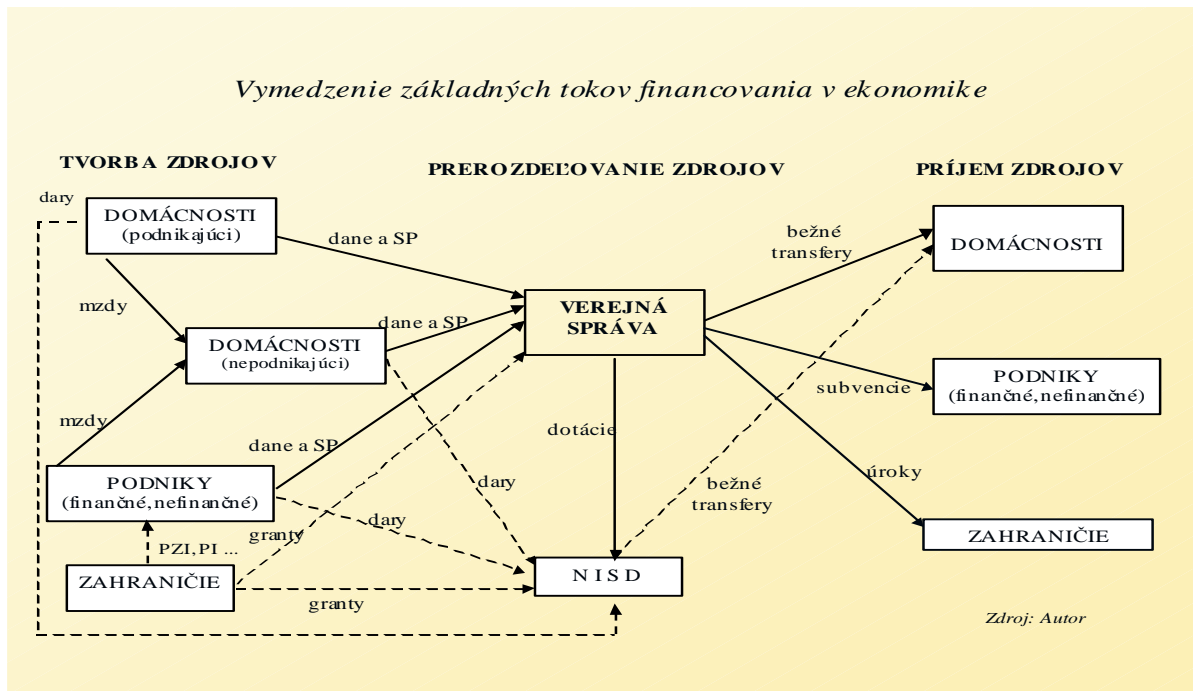 Vymedzenie základných tokov financovania v ekonomike
TVORBA ZDROJOV
PREROZDEĽOVANIE ZDROJOV
PRÍJEM ZDROJOV
dary
DOMÁCNOSTI
(podnikajúci)
dane a SP
bežné
transfery
DOMÁCNOSTI
mzdy
VEREJNÁ
SPRÁVA
dane a SP
DOMÁCNOSTI
(nepodnikajúci)
subvencie
PODNIKY
(finančné, nefinančné)
mzdy
dane a SP
dotácie
úroky
PODNIKY
(finančné, nefinančné)
dary
bežné
transfery
dary
granty
ZAHRANIČIE
PZI, PI ...
ZAHRANIČIE
NISD
granty
Zdroj: Autor